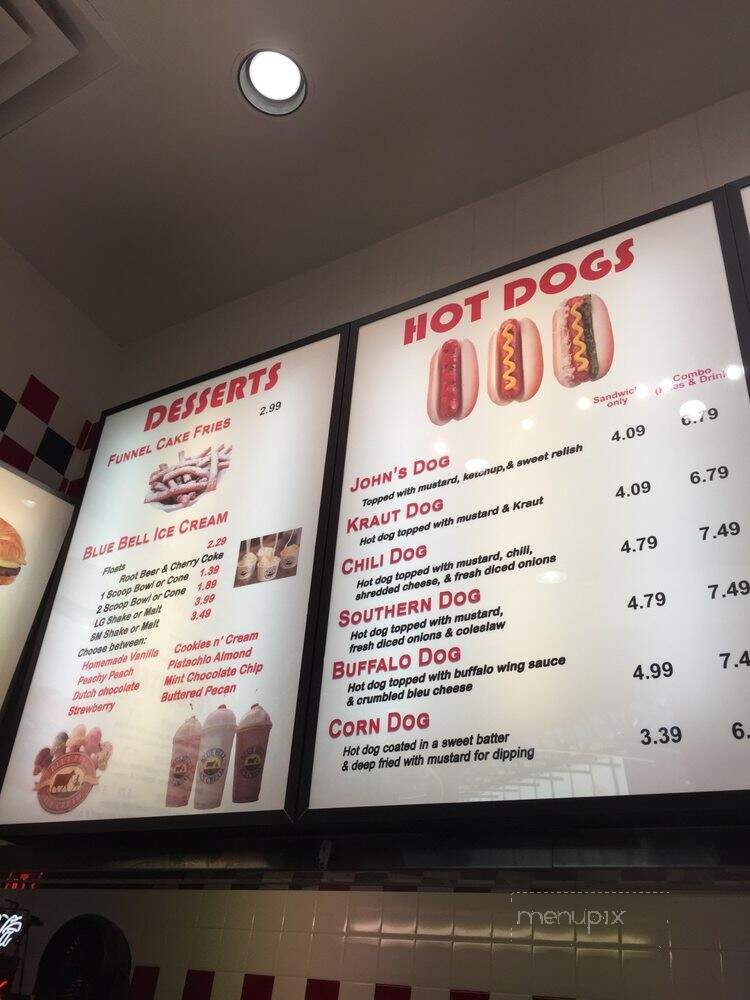 DESSERTS
FUNNEL CAKE FRIES 2.99
BLUE BELL ICE CREAM
Floats 2.29
Root Beer & Cherry Coke
1 Scoop Bowl or Cone 1.39
2 Scoop Bowl or Cone 1.89
LG Shake or Malt 3.99
SM Shake or Malt 3.49
Choose between:
Homemade Vanilla Cookies n' Cream
Peachy Peach Pistachio Almond
Dutch chocolate Mint Chocolate Chip
Strawberry Buttered Pecan
HOT DOGS
Sandwich Combo
only & Drink
JOHN'S DOG 4.09 6.79
Topped with mustard, ketchup,& sweet relish
KRAUT DOG 4.09 6.79
Hot dog topped with mustard & Kraut
CHILI DOG 4.79 7.49
Hot dog topped with mustard, chili,
shredded cheese, & fresh diced onions
SOUTHERN DOG 4.79 7.49
Hot dog topped with mustard,
fresh diced onions & coleslaw
BUFFALO DOG 4.99 7.4
Hot dog topped with buffalo wing sauce
& crumbled bleu cheese
CORN DOG 3.39 6.
Hot dog coated in a sweet batter
& deep fried with mustard for dipping
menupix